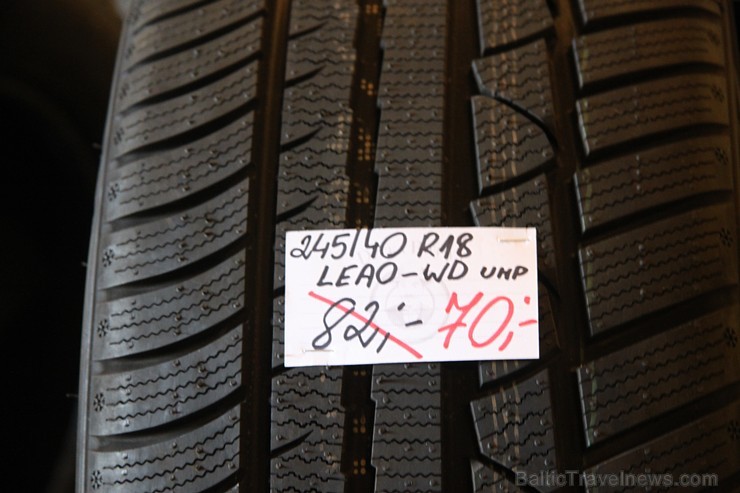 245/40 R18
LEAO-WD UHP
82,- 70,-
BalticTravelnews.com